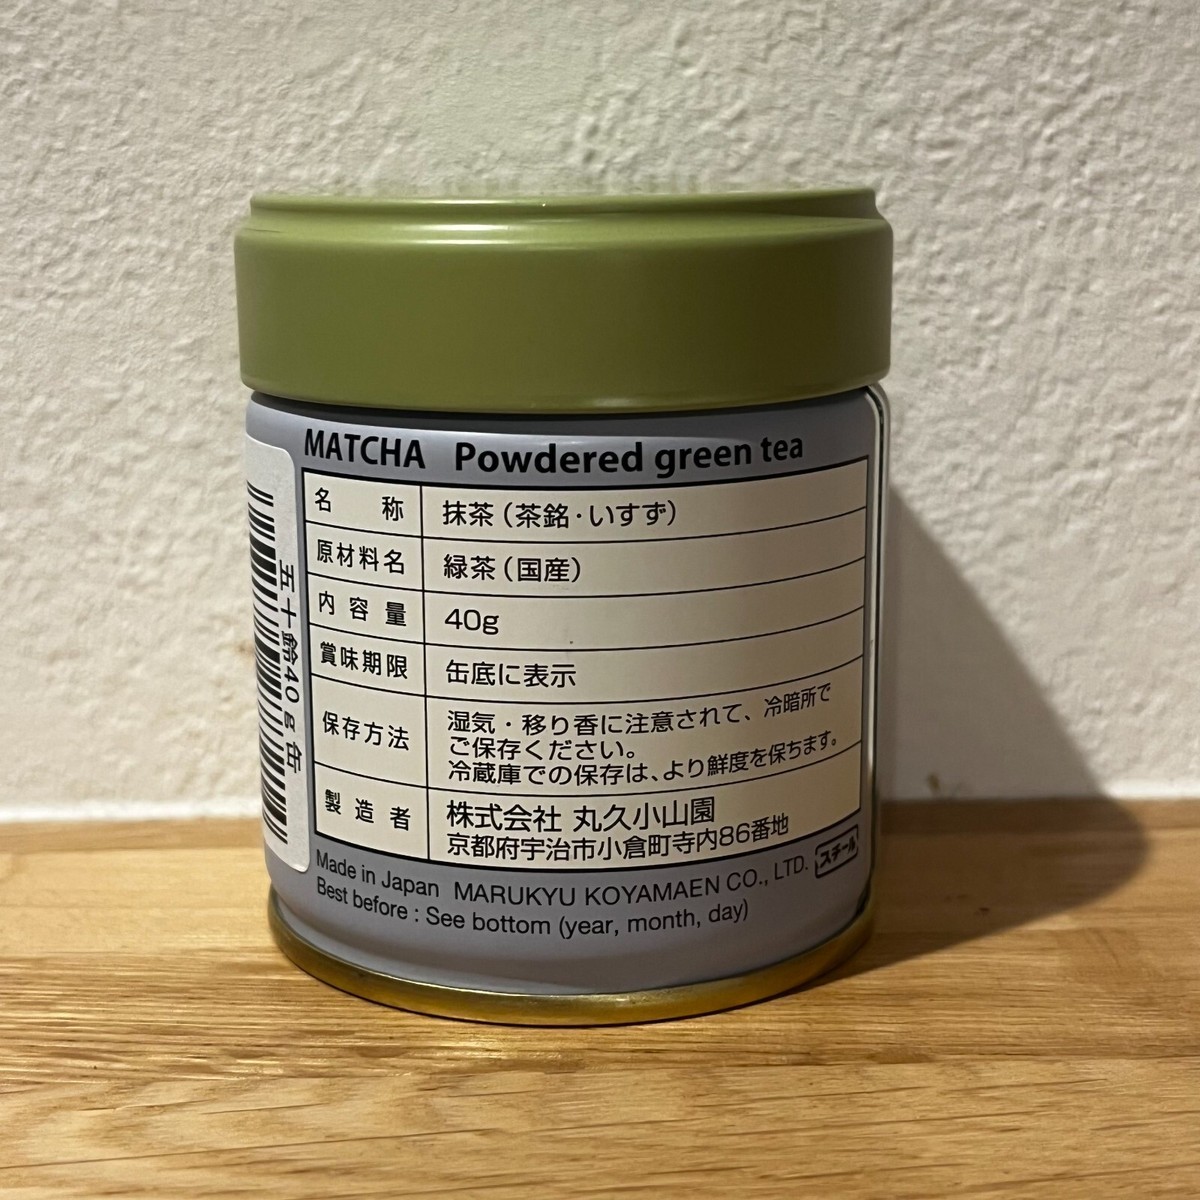 MATCHA Powdered green tea
名称 抹茶（茶銘・いすず）
原材料名 緑茶（国産）
内容量 40g
賞味期限 缶底に表示
保存方法 湿気・移り香に注意されて、冷暗所で
ご保存ください。
冷蔵庫での保存は、より鮮度を保ちます。
製造者 株式会社 丸久小山園
京都府宇治市小倉町寺内86番地
Made in Japan MARUKYU KOYAMAEN CO., LTD.
スチール
Best before : See bottom (year, month, day)
五十鈴40g缶